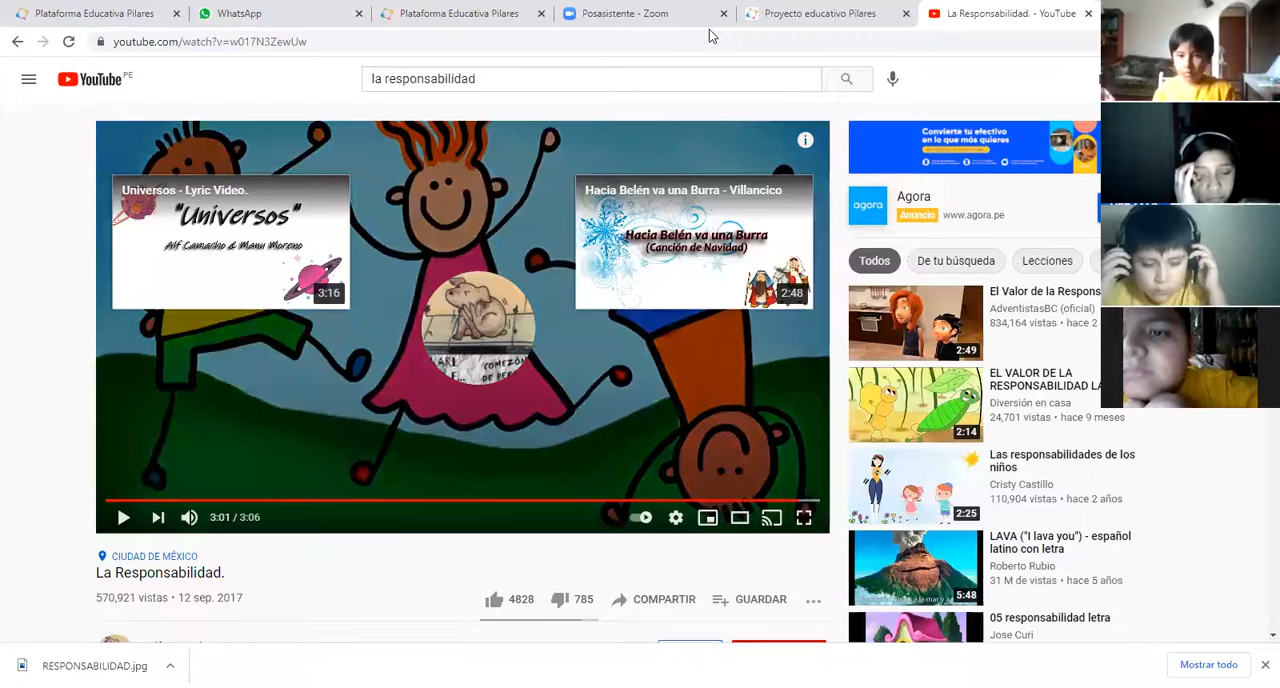 Plataforma Educativa Pilares
WhatsApp
Plataforma Educativa Pilares
Posasistente - Zoom
Proyecto educativo Pilares
La Responsabilidad. - YouTube
youtube.com/watch?v=w017N3ZewUw
YouTube PE
la responsabilidad
Universos - Lyric Video.
"Universos"
Alif Camacho & Manu Moreno
3:16
Hacia Belén va una Burra - Villancico
Hacia Belén va una Burra
(Canción de Navidad)
2:48
COMEZÓN
3:01 / 3:06
CIUDAD DE MÉXICO
La Responsabilidad.
570,921 vistas • 12 sep. 2017
4828
785
COMPARTIR
GUARDAR
Convierte tu efectivo
en lo que más quieres
agora
Agora
Anuncio www.agora.pe
Todos
De tu búsqueda
Lecciones
El Valor de la Respons
AdventistasBC (oficial)
834,164 vistas • hace 2
2:49
EL VALOR DE LA
RESPONSABILIDAD LA
Diversión en casa
24,701 vistas • hace 9 meses
2:14
Las responsabilidades de los
niños
Cristy Castillo
110,904 vistas • hace 2 años
2:25
LAVA ("I lava you") - español
latino con letra
Roberto Rubio
31 M de vistas • hace 5 años
5:48
05 responsabilidad letra
Jose Curi
RESPONSABILIDAD.jpg
Mostrar todo